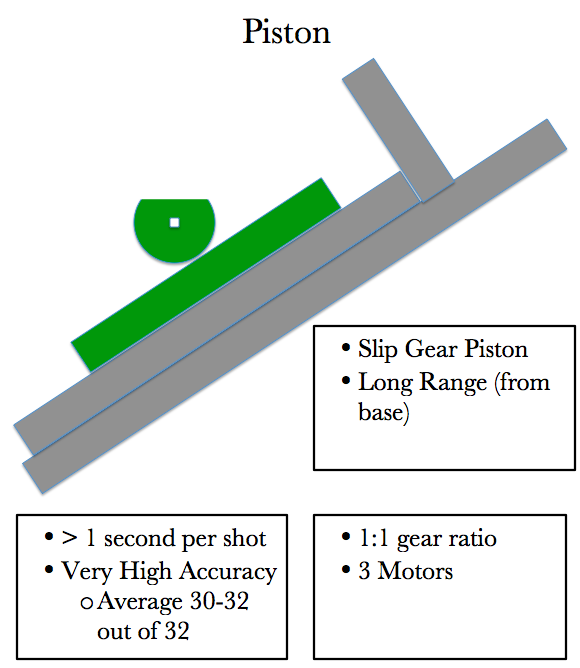 Piston
• Slip Gear Piston
• Long Range (from
base)
• > 1 second per shot
• Very High Accuracy
○ Average 30-32
out of 32
• 1:1 gear ratio
• 3 Motors